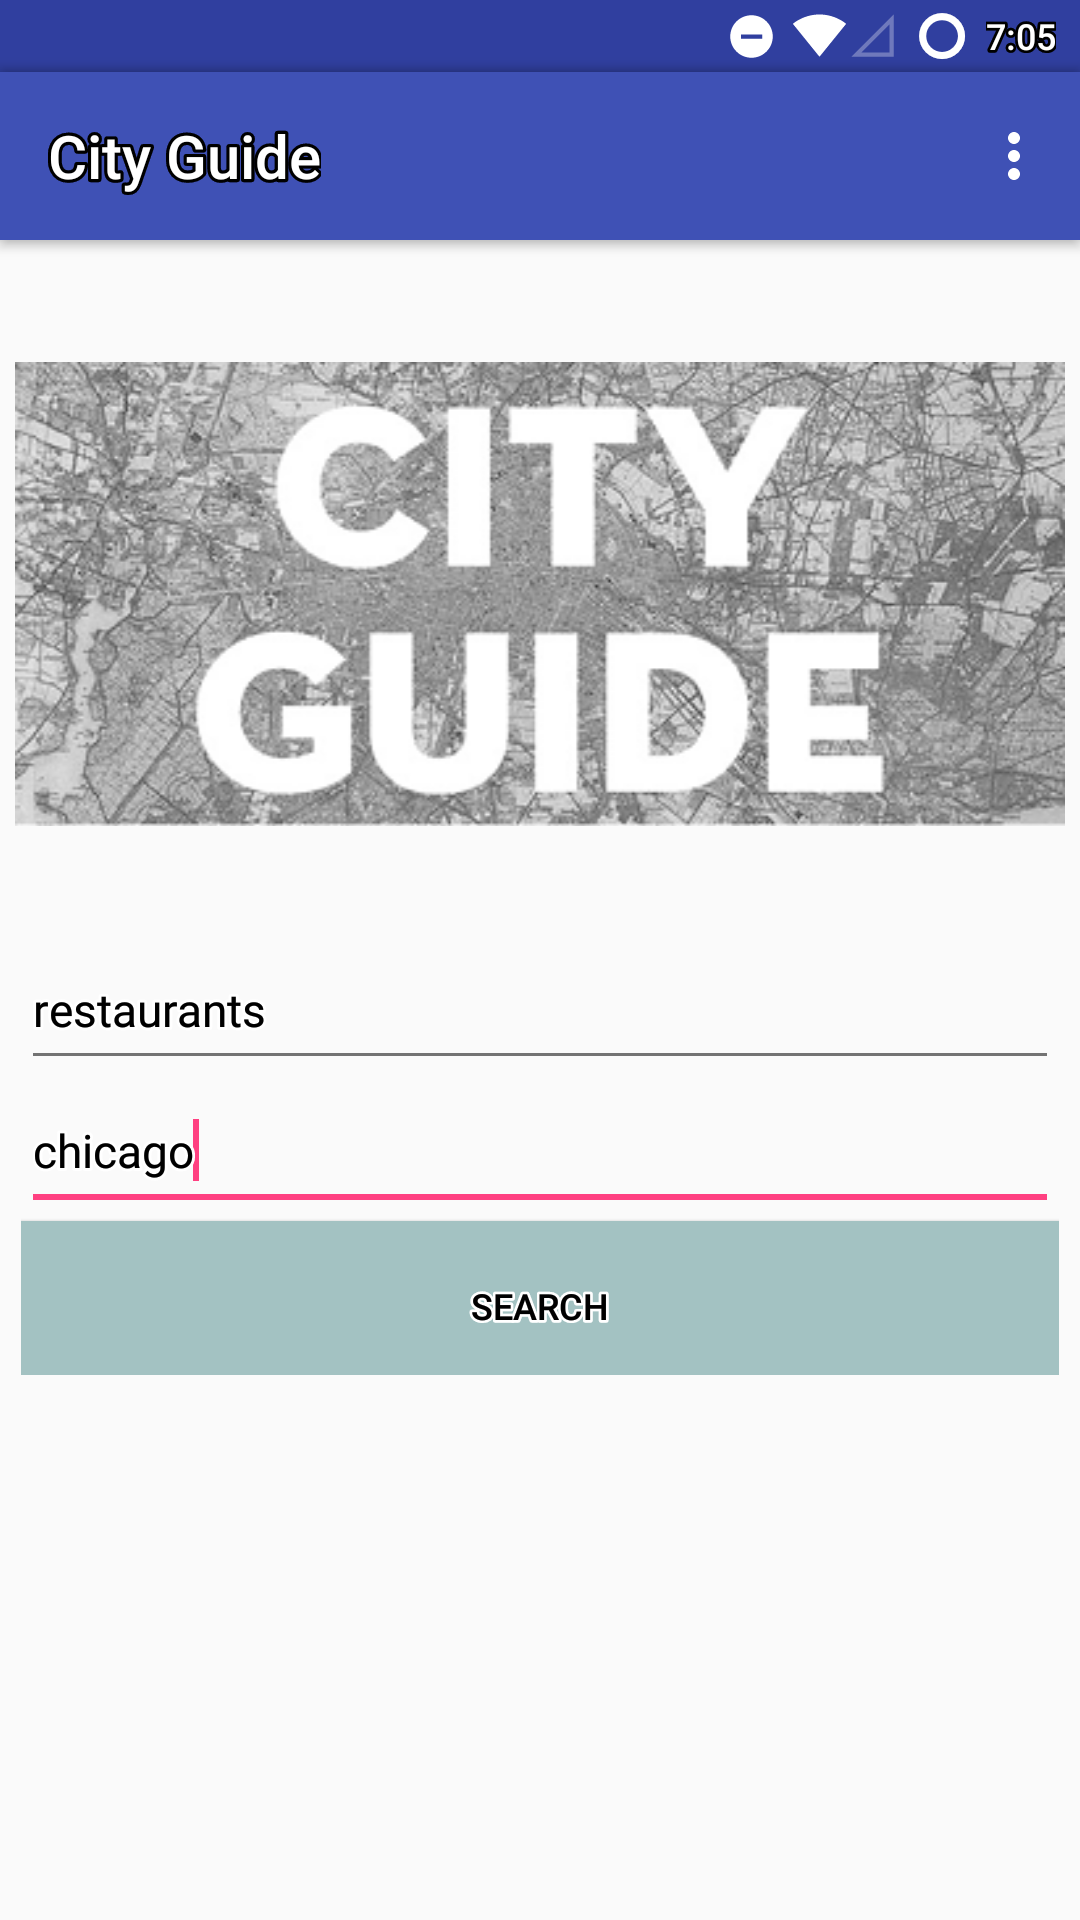 7:05
City Guide
CITY
GUIDE
restaurants
chicago
SEARCH